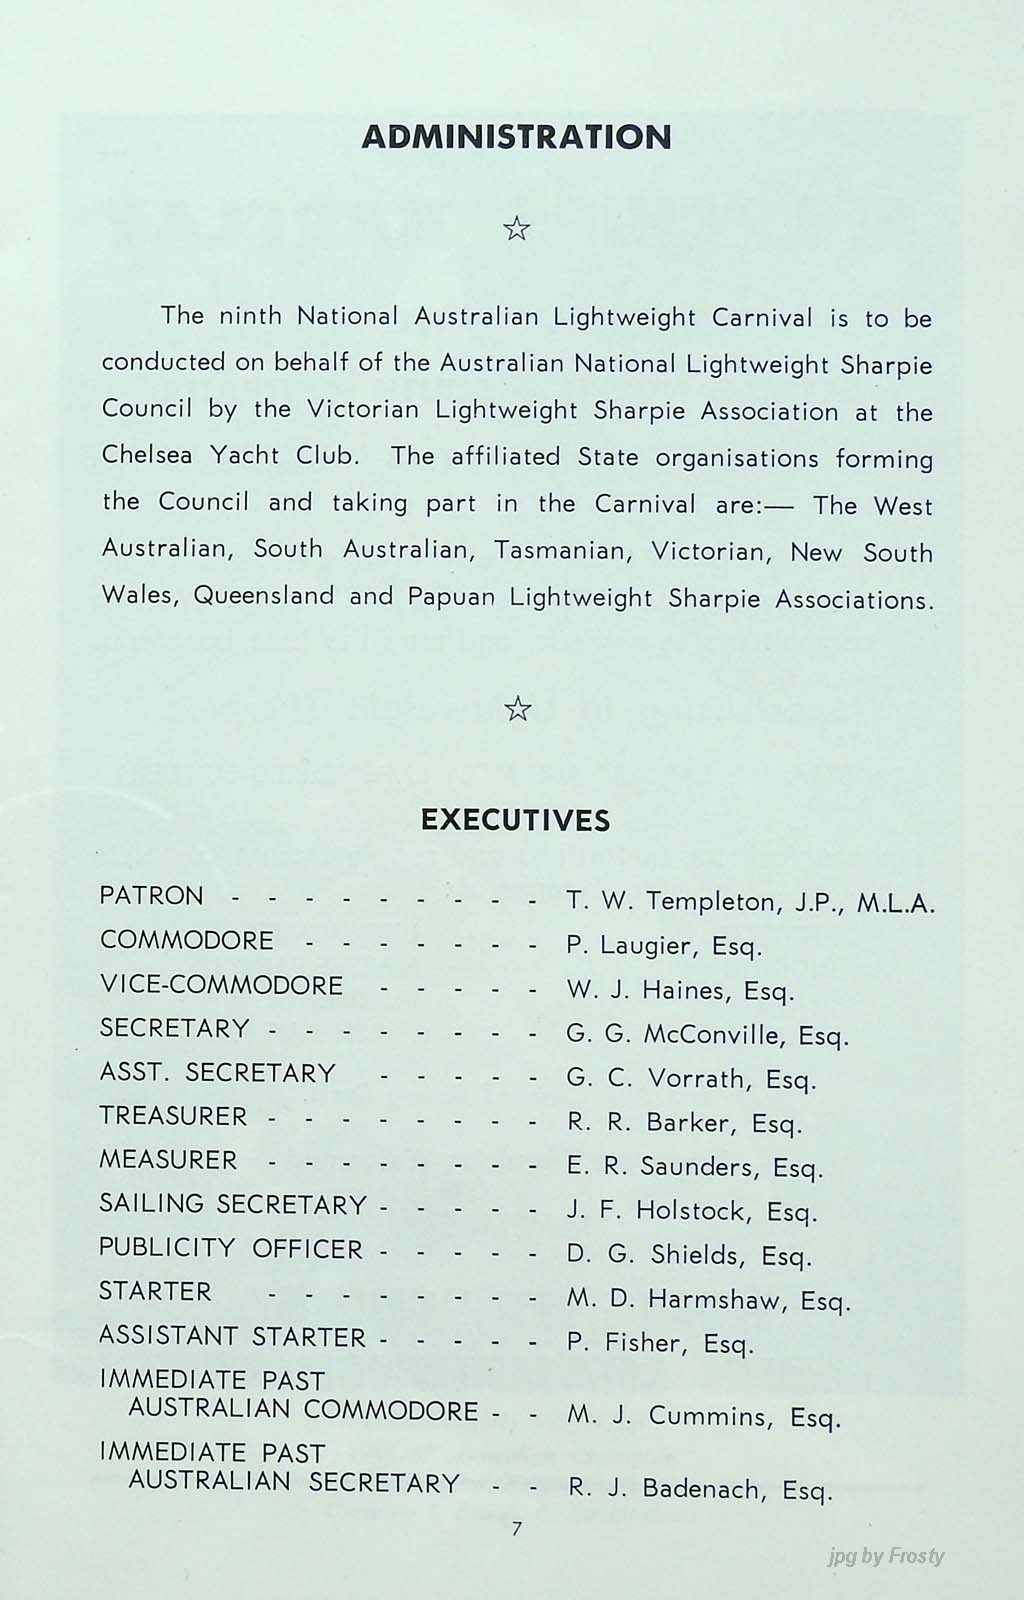 ADMINISTRATION
The ninth National Australian Lightweight Carnival is to be
conducted on behalf of the Australian National Lightweight Sharpie
Council by the Victorian Lightweight Sharpie Association at the
Chelsea Yacht Club. The affiliated State organisations forming
the Council and taking part in the Carnival are:— The West
Australian, South Australian, Tasmanian, Victorian, New South
Wales, Queensland and Papuan Lightweight Sharpie Associations.
EXECUTIVES
PATRON - - - - - - - - - T. W. Templeton, J.P., M.L.A.
COMMODORE - - - - - - - P. Laugier, Esq.
VICE-COMMODORE - - - - - W. J. Haines, Esq.
SECRETARY - - - - - - - - G. G. McConville, Esq.
ASST. SECRETARY - - - - - G. C. Vorrath, Esq.
TREASURER - - - - - - - - R. R. Barker, Esq.
MEASURER - - - - - - - - E. R. Saunders, Esq.
SAILING SECRETARY - - - - - J. F. Holstock, Esq.
PUBLICITY OFFICER - - - - - D. G. Shields, Esq.
STARTER - - - - - - - - M. D. Harmshaw, Esq.
ASSISTANT STARTER - - - - - P. Fisher, Esq.
IMMEDIATE PAST
AUSTRALIAN COMMODORE - - M. J. Cummins, Esq.
IMMEDIATE PAST
AUSTRALIAN SECRETARY - - R. J. Badenach, Esq.
7
jpg by Frosty